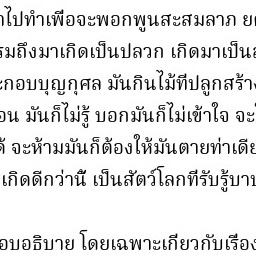 าไปทำเพื่อจะพอกพูนสะสมลาภ ย
รมถึงมาเกิดเป็นปลวก เกิดมาเป็น
ะกอบบุญกุศล มันกินไม้ที่ปลูกสร้า
อน มันก็ไม่รู้ บอกมันก็ไม่เข้าใจ จะ
ด้ จะห้ามมันก็ต้องให้มันตายท่าเดีย
เกิดดีกว่านี้ เป็นสัตว์โลกที่รับรู้บา
อบอธิบาย โดยเฉพาะเกี่ยวกับเรื่อง